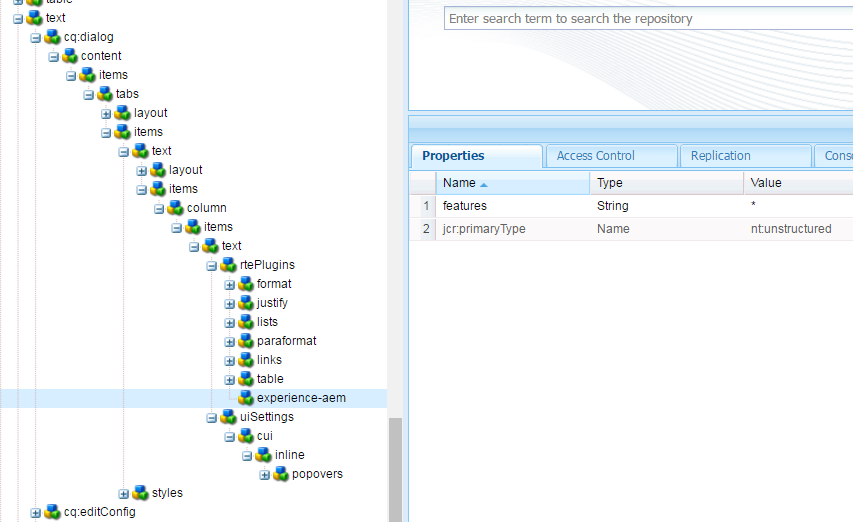 table
text
cq:dialog
content
items
tabs
layout
items
text
layout
items
column
items
text
rtePlugins
format
justify
lists
paraformat
links
table
experience-aem
uiSettings
cui
inline
popovers
styles
cq:editConfig
Enter search term to search the repository
Properties Access Control Replication Cons
Name Type Value
1 features String *
2 jcr:primaryType Name nt:unstructured